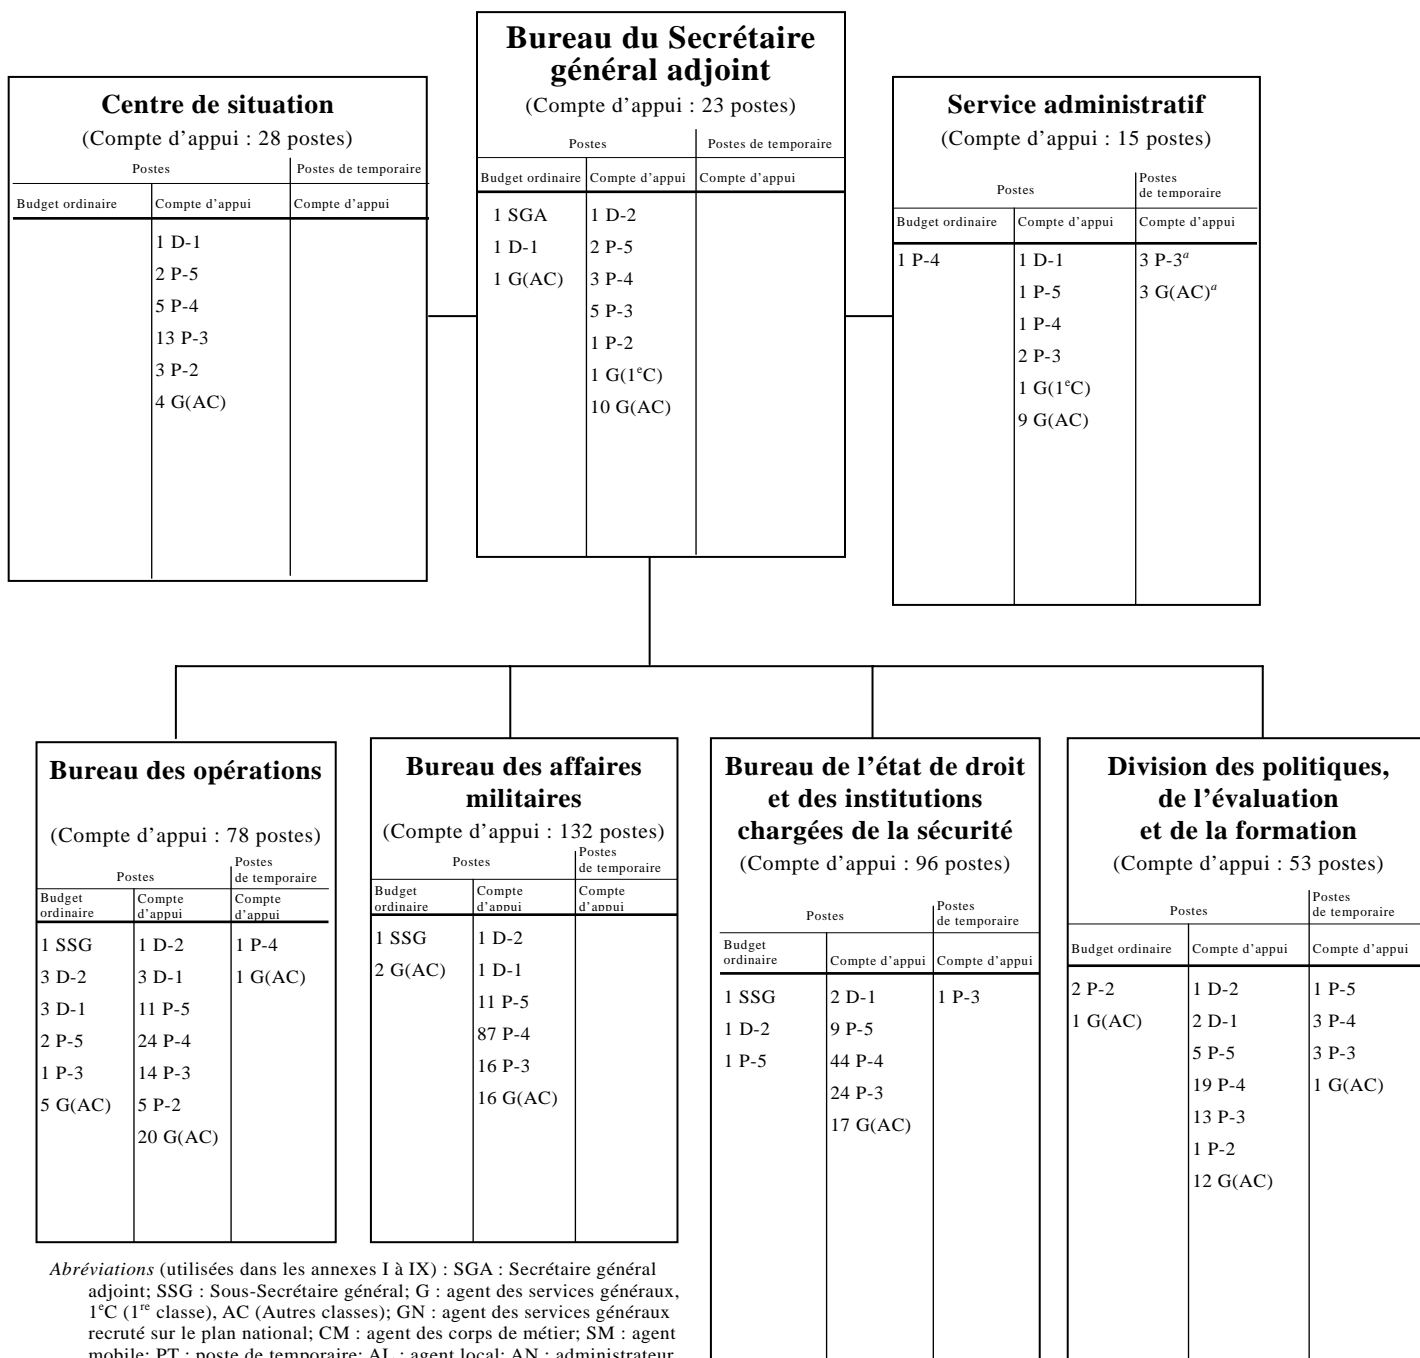 Bureau du Secrétaire
général adjoint
(Compte d'appui : 23 postes)
Postes
Postes de temporaire
Budget ordinaire
Compte d'appui
Compte d'appui
1 SGA
1 D-1
1 G(AC)
1 D-2
2 P-5
3 P-4
5 P-3
1 P-2
1 G(1ᵉC)
10 G(AC)
Centre de situation
(Compte d'appui : 28 postes)
Postes
Postes de temporaire
Budget ordinaire
Compte d'appui
Compte d'appui
1 D-1
2 P-5
5 P-4
13 P-3
3 P-2
4 G(AC)
Service administratif
(Compte d'appui : 15 postes)
Postes
Postes
de temporaire
Budget ordinaire
Compte d'appui
Compte d'appui
1 P-4
1 D-1
1 P-5
1 P-4
2 P-3
1 G(1ᵉC)
9 G(AC)
3 P-3ᵃ
3 G(AC)ᵃ
Bureau des opérations
(Compte d'appui : 78 postes)
Postes
Postes
de temporaire
Budget
ordinaire
Compte
d'appui
Compte
d'appui
1 SSG
3 D-2
3 D-1
2 P-5
1 P-3
5 G(AC)
1 D-2
3 D-1
11 P-5
24 P-4
14 P-3
5 P-2
20 G(AC)
1 P-4
1 G(AC)
Bureau des affaires
militaires
(Compte d'appui : 132 postes)
Postes
Postes
de temporaire
Budget
ordinaire
Compte
d'appui
Compte
d'appui
1 SSG
2 G(AC)
1 D-2
1 D-1
11 P-5
87 P-4
16 P-3
16 G(AC)
Bureau de l'état de droit
et des institutions
chargées de la sécurité
(Compte d'appui : 96 postes)
Postes
Postes
de temporaire
Budget
ordinaire
Compte d'appui
Compte d'appui
1 SSG
1 D-2
1 P-5
2 D-1
9 P-5
44 P-4
24 P-3
17 G(AC)
1 P-3
Division des politiques,
de l'évaluation
et de la formation
(Compte d'appui : 53 postes)
Postes
Postes
de temporaire
Budget ordinaire
Compte d'appui
Compte d'appui
2 P-2
1 G(AC)
1 D-2
2 D-1
5 P-5
19 P-4
13 P-3
1 P-2
12 G(AC)
1 P-5
3 P-4
3 P-3
1 G(AC)
Abréviations (utilisées dans les annexes I à IX) : SGA : Secrétaire général
adjoint; SSG : Sous-Secrétaire général; G : agent des services généraux,
1ᵉC (1ʳᵉ classe), AC (Autres classes); GN : agent des services généraux
recruté sur le plan national; CM : agent des corps de métier; SM : agent
mobile; PT : poste de temporaire; AL : agent local; AN : administrateur